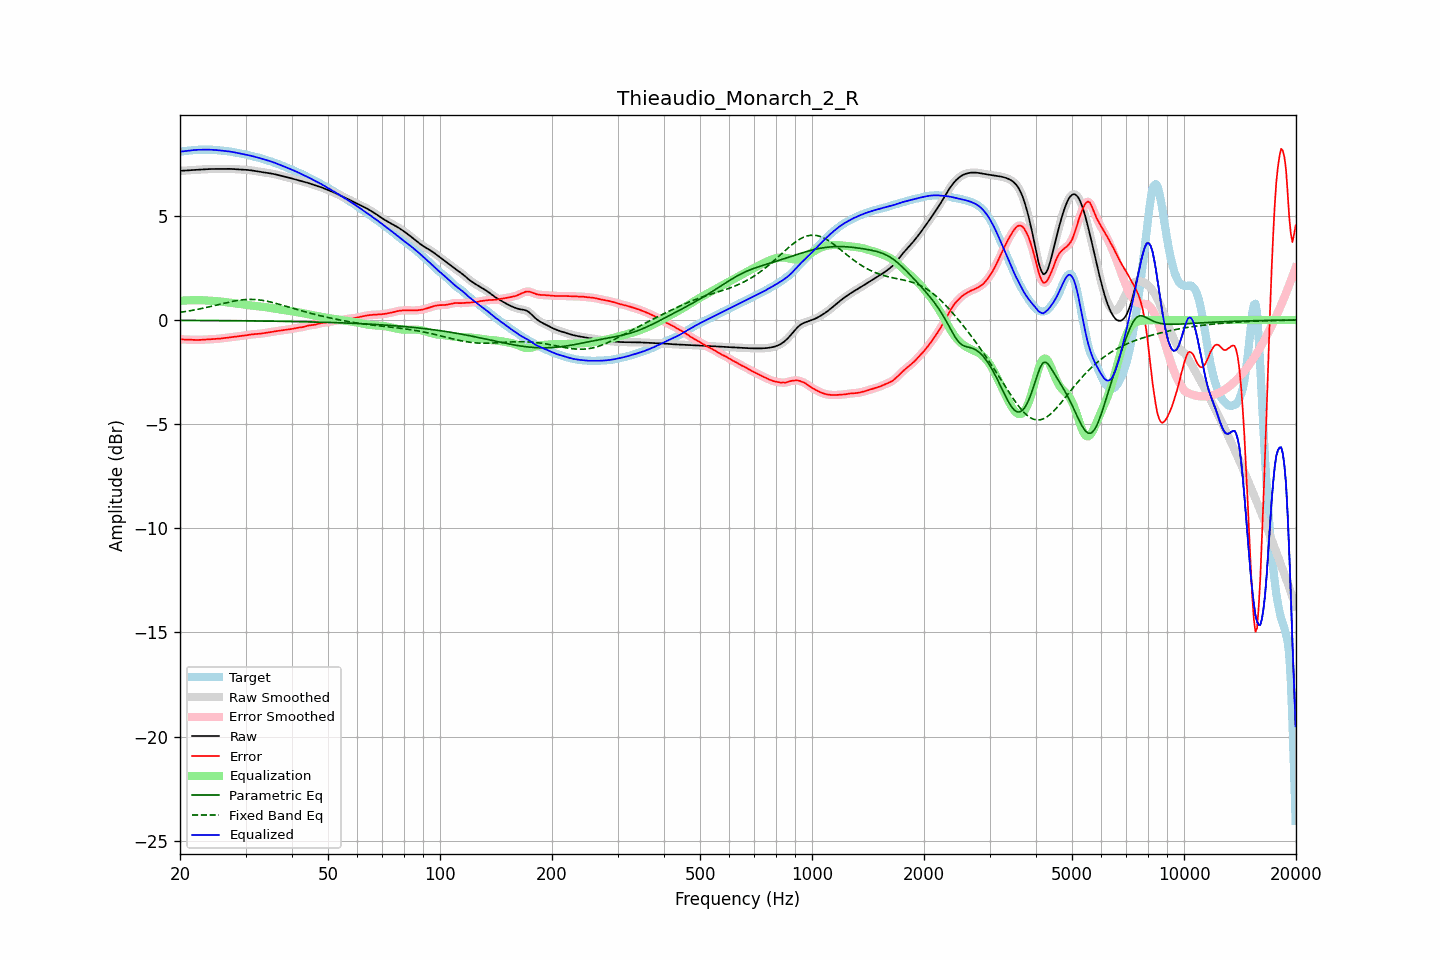 Thieaudio_Monarch_2_R
Amplitude (dBr)
5
0
−5
−10
−15
−20
−25
Target
Raw Smoothed
Error Smoothed
Raw
Error
Equalization
Parametric Eq
Fixed Band Eq
Equalized
20 50 100 200 500 1000 2000 5000 10000 20000
Frequency (Hz)